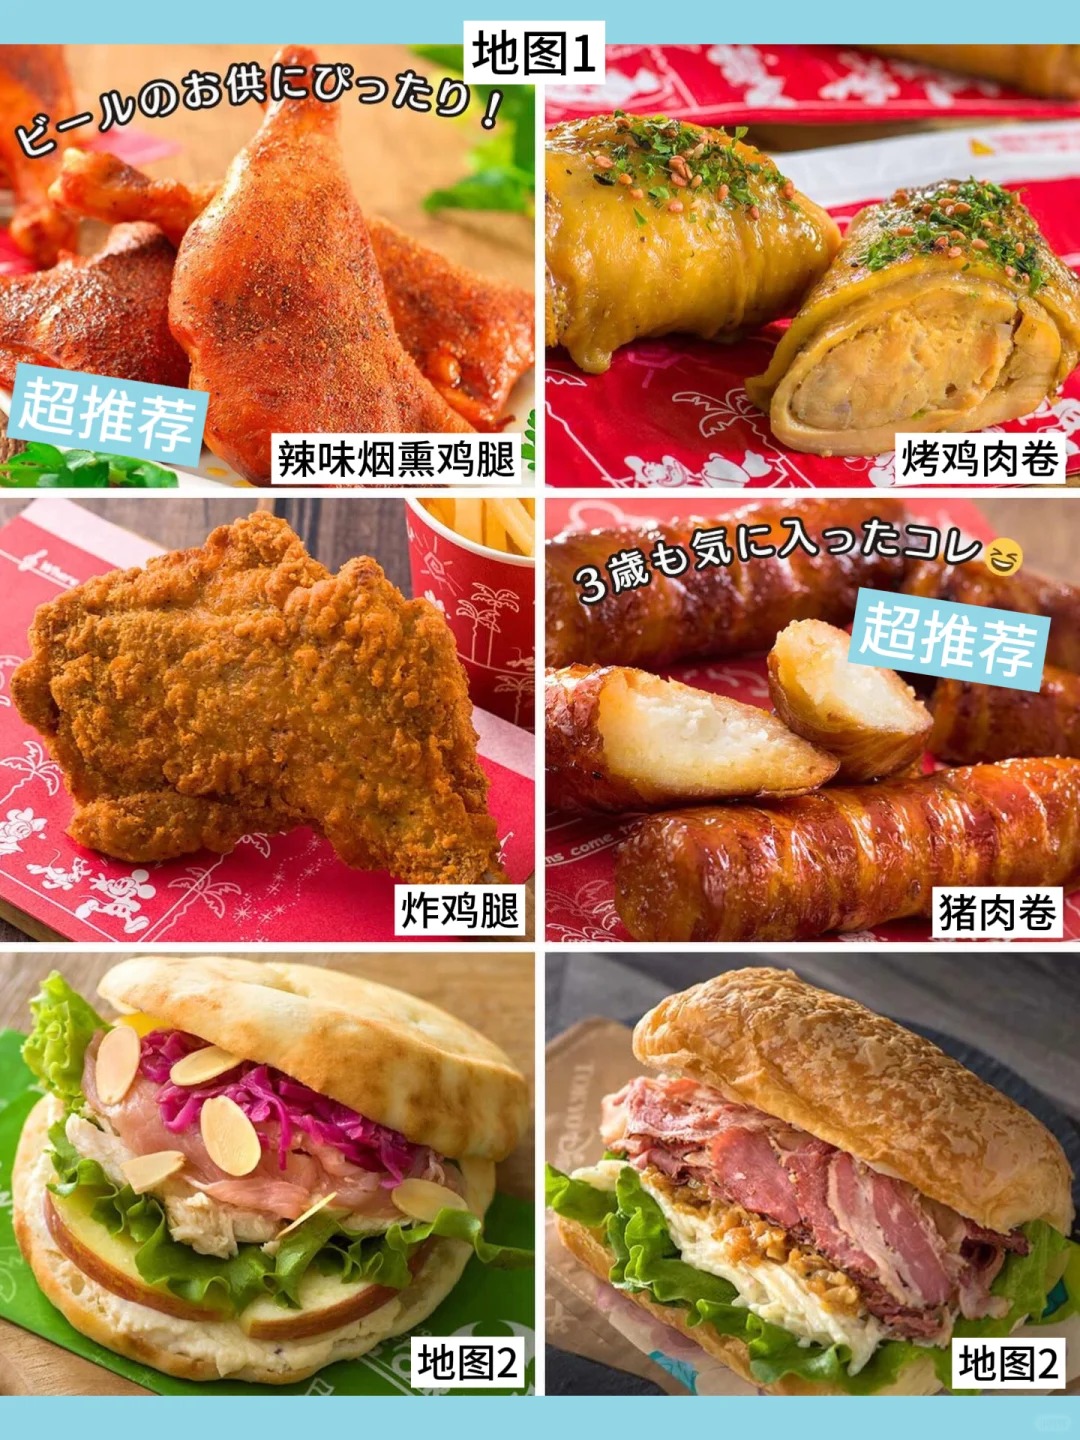 地图1
ビールのお供にぴったり！
超推荐
辣味烟熏鸡腿
烤鸡肉卷
炸鸡腿
3歳も気に入ったコレ😆
超推荐
猪肉卷
地图2
地图2